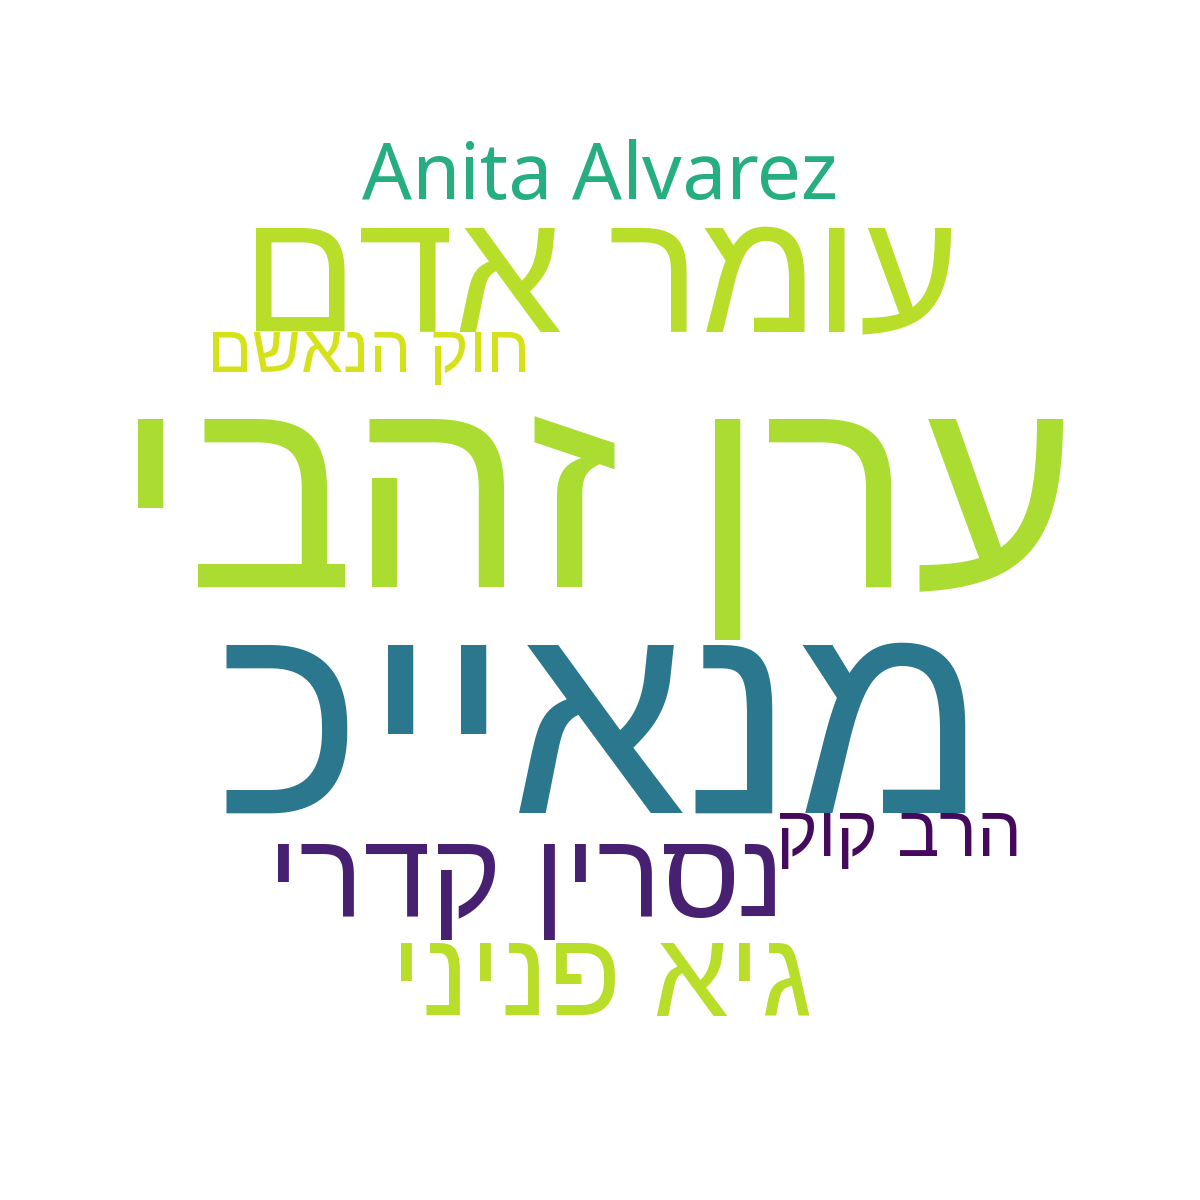 Anita Alvarez
עומר אדם
חוק הנאשם
ערן זהבי
מנאייכ
הרב קוק
נסרין קדרי
גיא פניני